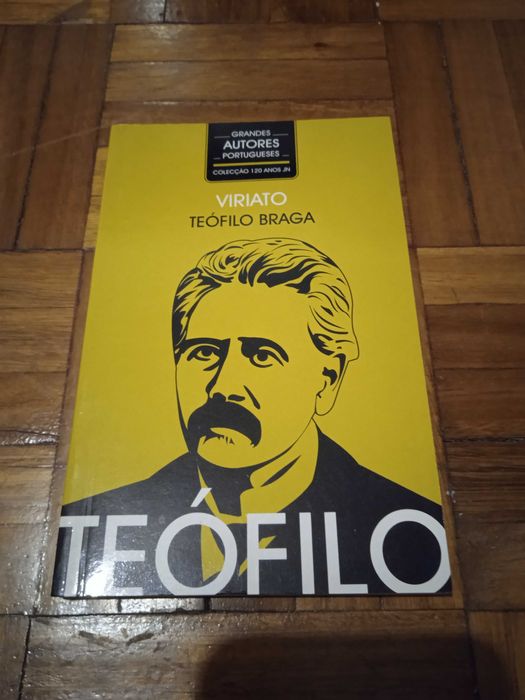 GRANDES
AUTORES
PORTUGUESES
COLECÇÃO 120 ANOS JN
VIRIATO
TEÓFILO BRAGA
TEÓFILO